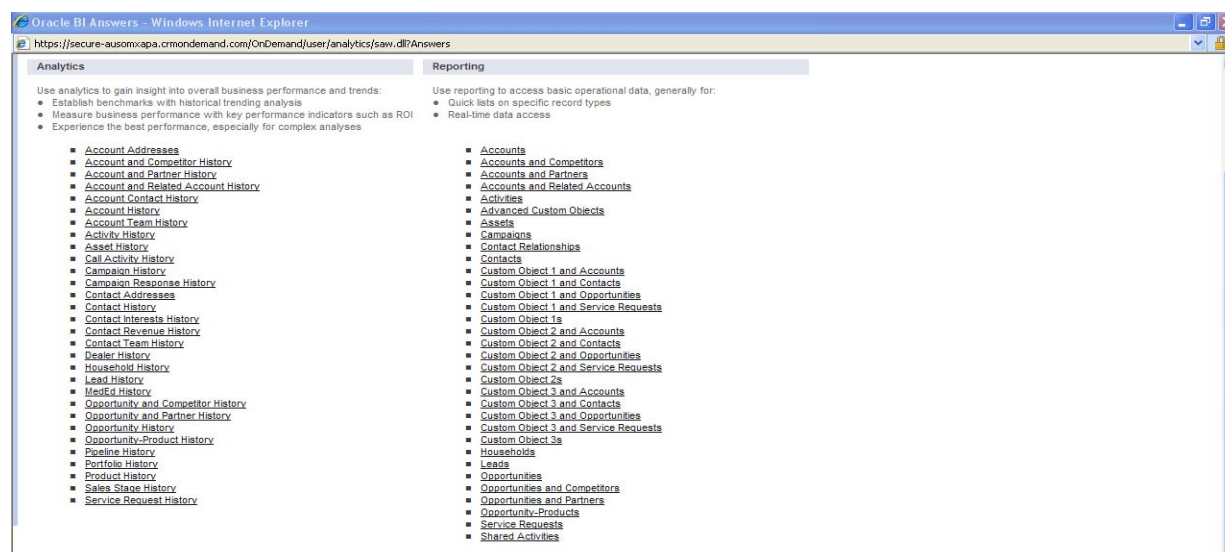 Oracle BI Answers - Windows Internet Explorer
https://secure-ausomxapa.crmondemand.com/OnDemand/user/analytics/saw.dll?Answers
Analytics
Use analytics to gain insight into overall business performance and trends:
Establish benchmarks with historical trending analysis
Measure business performance with key performance indicators such as ROI
Experience the best performance, especially for complex analyses
Account Addresses
Account and Competitor History
Account and Partner History
Account and Related Account History
Account Contact History
Account History
Account Team History
Activity History
Asset History
Call Activity History
Campaign History
Campaign Response History
Contact Addresses
Contact History
Contact Interests History
Contact Revenue History
Contact Team History
Dealer History
Household History
Lead History
MedEd History
Opportunity and Competitor History
Opportunity and Partner History
Opportunity History
Opportunity-Product History
Pipeline History
Portfolio History
Product History
Sales Stage History
Service Request History
Reporting
Use reporting to access basic operational data, generally for:
Quick lists on specific record types
Real-time data access
Accounts
Accounts and Competitors
Accounts and Partners
Accounts and Related Accounts
Activities
Advanced Custom Objects
Assets
Campaigns
Contact Relationships
Contacts
Custom Object 1 and Accounts
Custom Object 1 and Contacts
Custom Object 1 and Opportunities
Custom Object 1 and Service Requests
Custom Object 1s
Custom Object 2 and Accounts
Custom Object 2 and Contacts
Custom Object 2 and Opportunities
Custom Object 2 and Service Requests
Custom Object 2s
Custom Object 3 and Accounts
Custom Object 3 and Contacts
Custom Object 3 and Opportunities
Custom Object 3 and Service Requests
Custom Object 3s
Households
Leads
Opportunities
Opportunities and Competitors
Opportunities and Partners
Opportunity-Products
Service Requests
Shared Activities